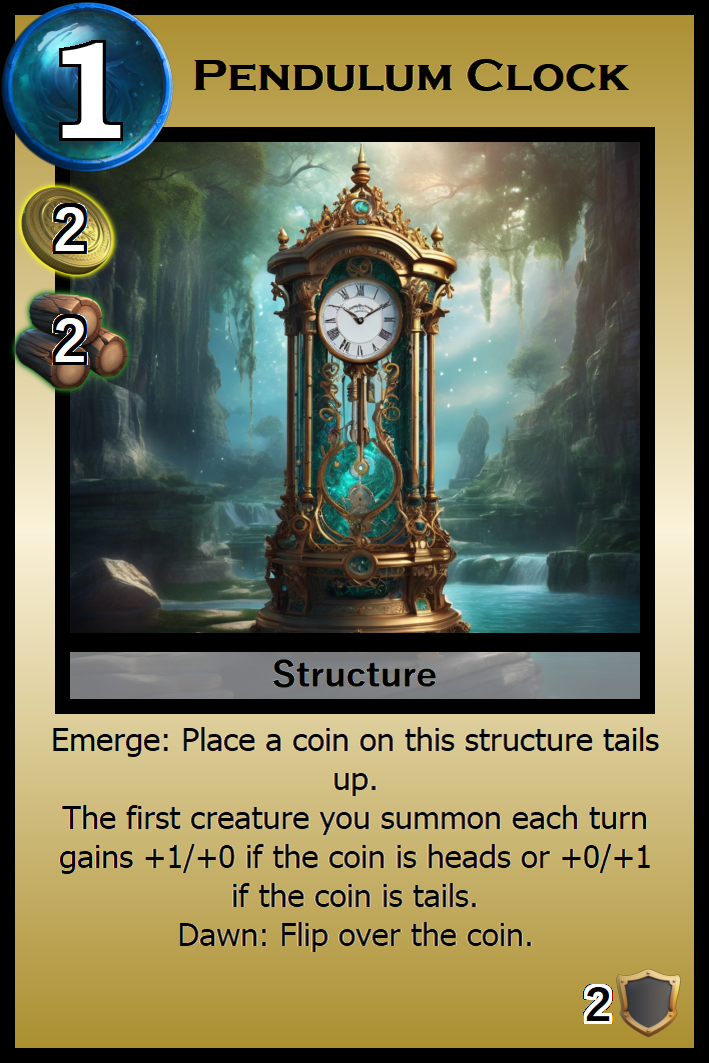 1
Pendulum Clock
2
2
Structure
Emerge: Place a coin on this structure tails
up.
The first creature you summon each turn
gains +1/+0 if the coin is heads or +0/+1
if the coin is tails.
Dawn: Flip over the coin.
2